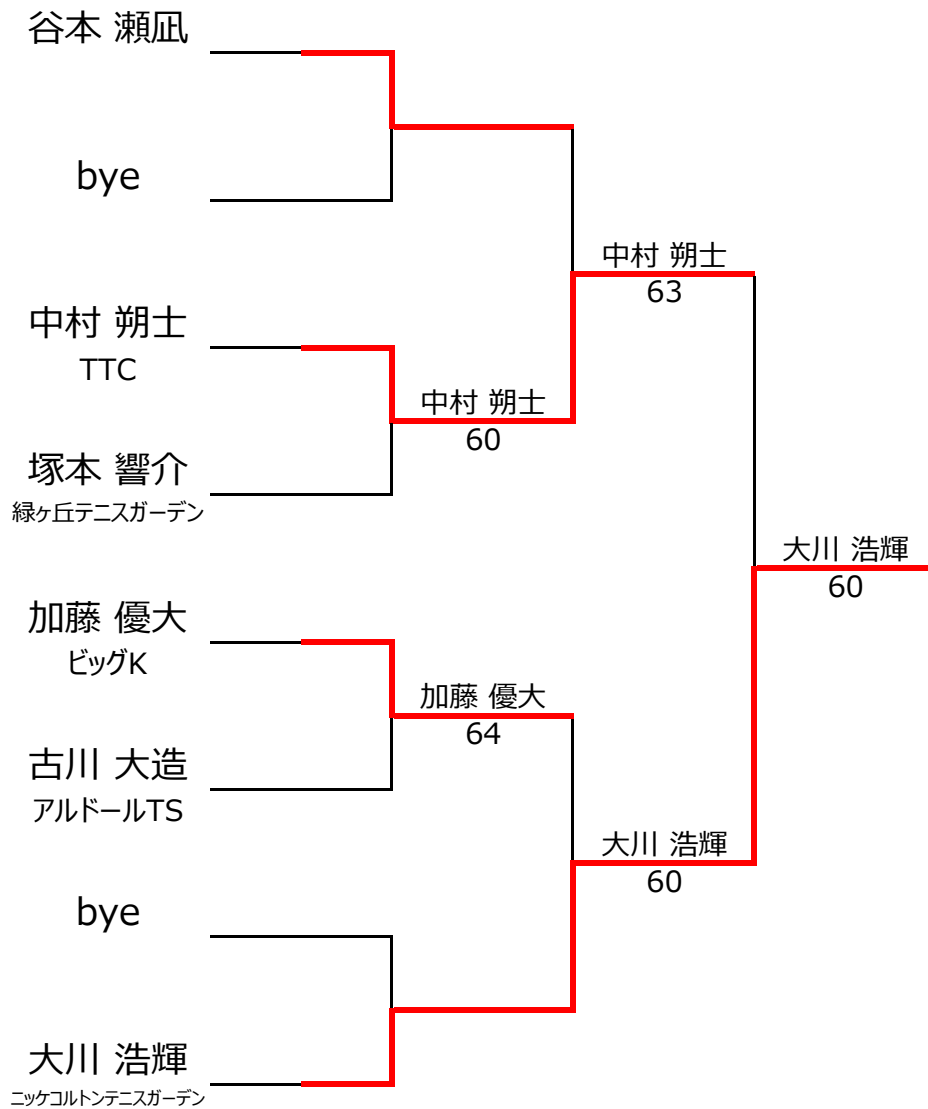 谷本 瀬凪
bye
中村 朔士
63
中村 朔士
TTC
中村 朔士
60
塚本 響介
緑ヶ丘テニスガーデン
大川 浩輝
60
加藤 優大
ビッグK
加藤 優大
64
古川 大造
アルドールTS
大川 浩輝
60
bye
大川 浩輝
ニッケコルトンテニスガーデン